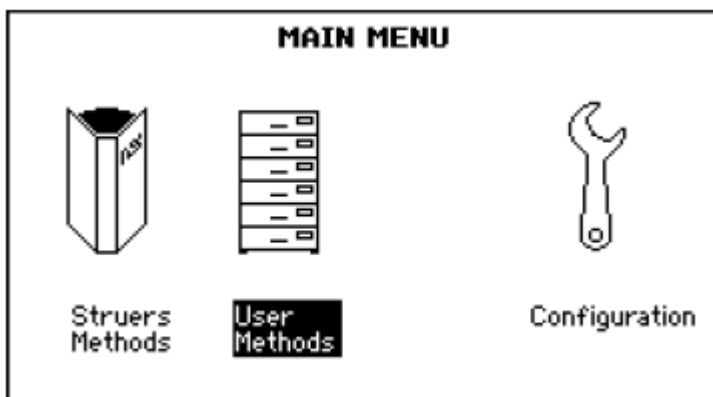 MAIN MENU
Struers
Methods
User
Methods
Configuration